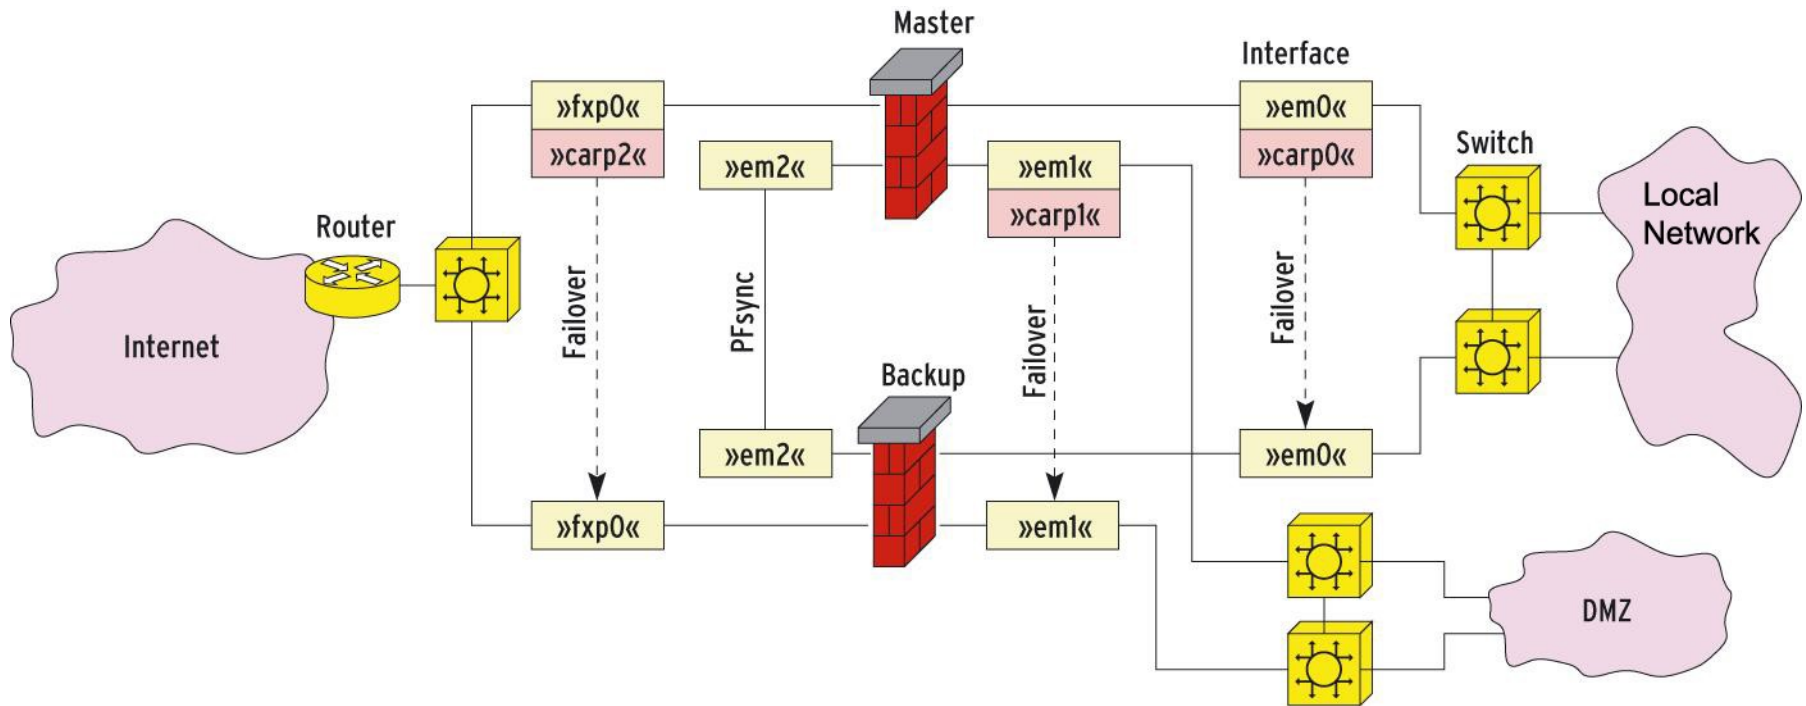 Master
Interface
»fxp0«
»em0«
»carp2«
»em2«
»em1«
»carp0«
Switch
»carp1«
Local
Network
Router
Failover
PFsync
Failover
Failover
Internet
Backup
»em2«
»em0«
»fxp0«
»em1«
DMZ